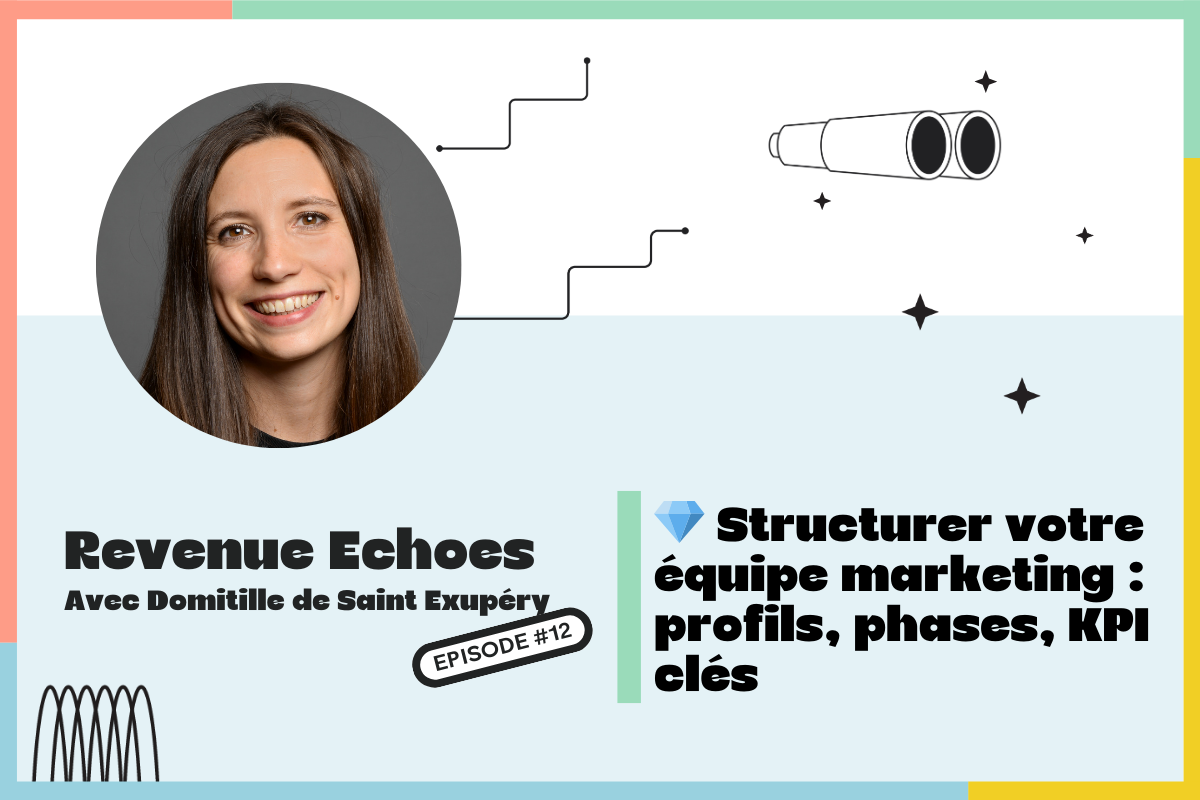 Revenue Echoes
Avec Domitille de Saint Exupéry
EPISODE #12
💎 Structurer votre
équipe marketing :
profils, phases, KPI
clés